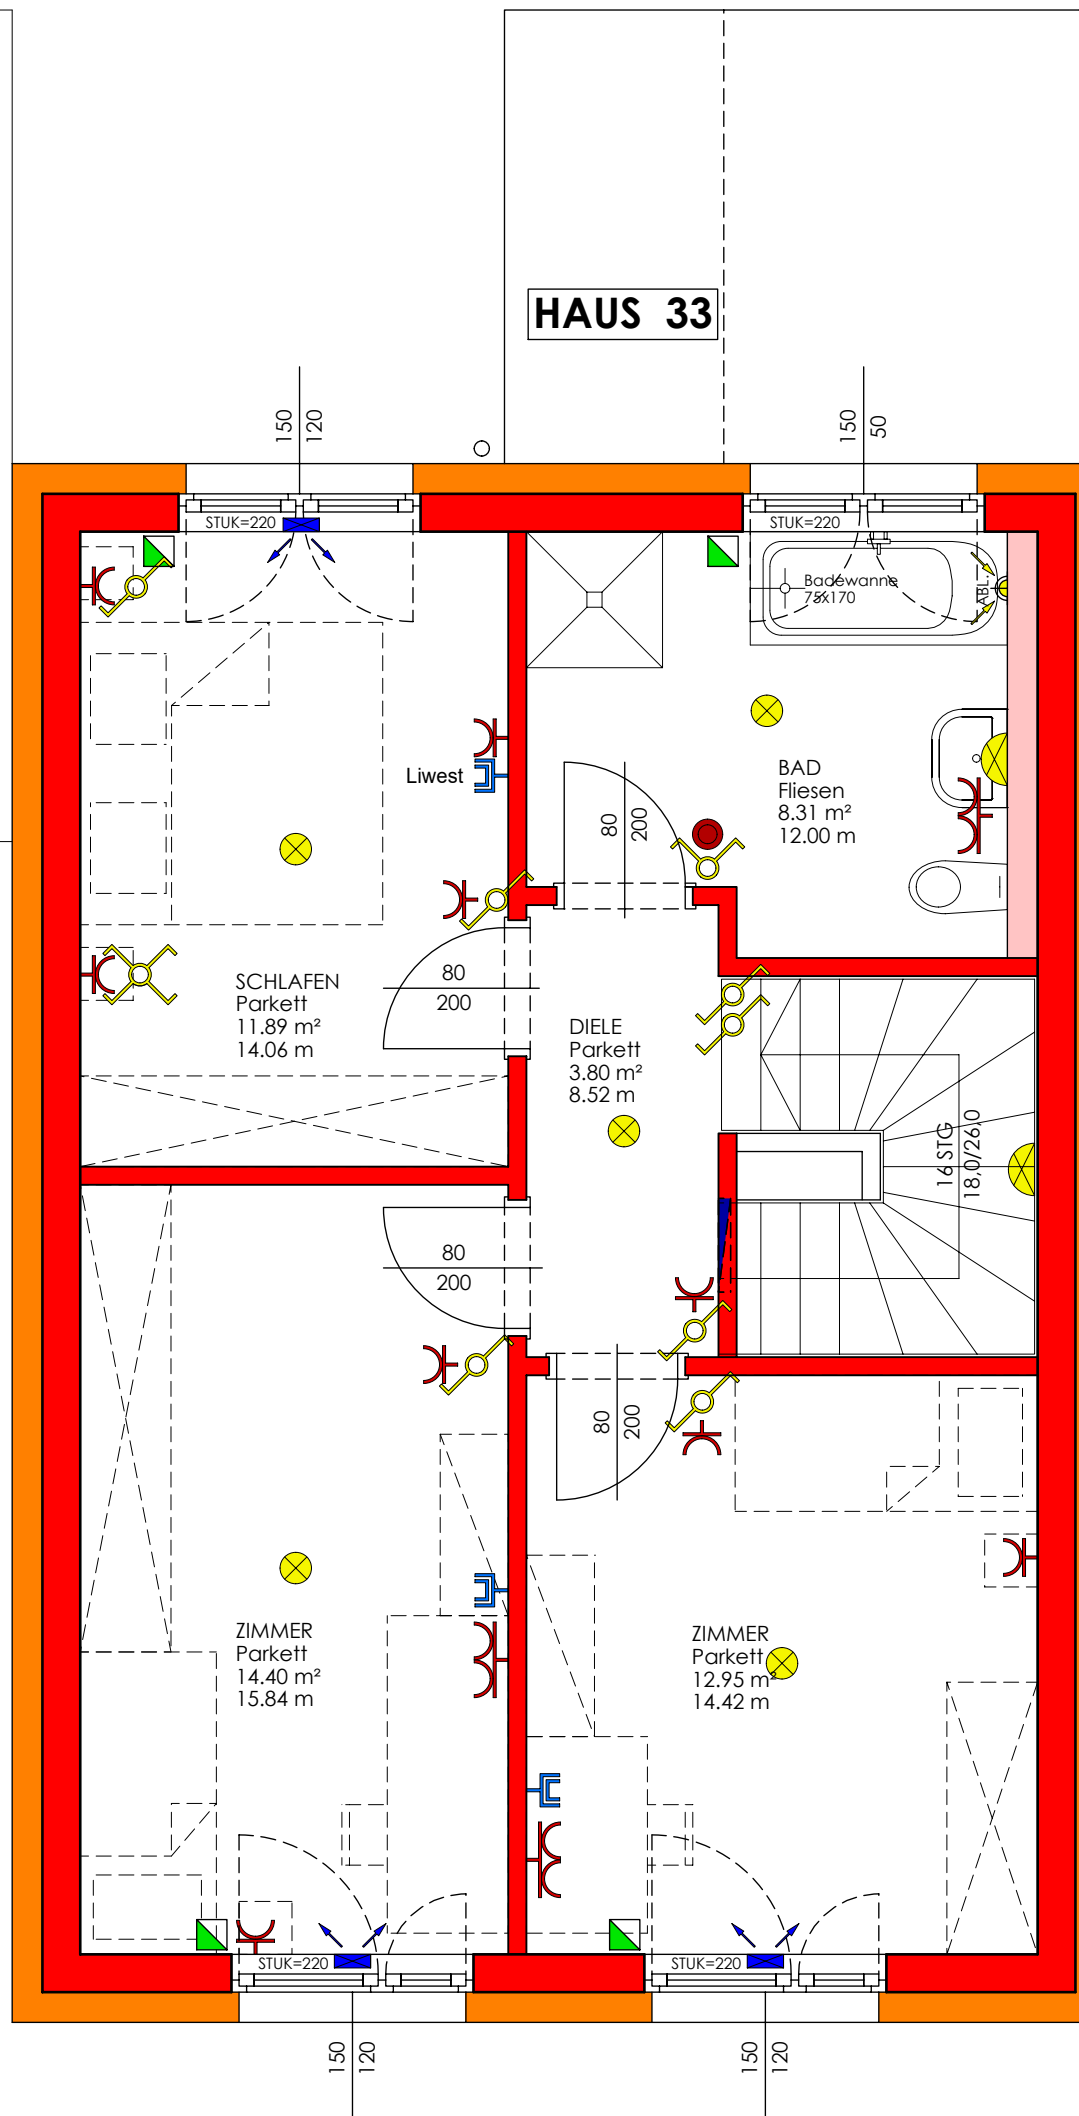 HAUS 33
150
120
150
50
STUK=220
STUK=220
Badewanne
75x170
ABL.
Liwest
BAD
Fliesen
8.31 m²
12.00 m
80
200
SCHLAFEN
Parkett
11.89 m²
14.06 m
80
200
DIELE
Parkett
3.80 m²
8.52 m
16 STG
18,0/26,0
80
200
80
200
ZIMMER
Parkett
14.40 m²
15.84 m
ZIMMER
Parkett
12.95 m²
14.42 m
STUK=220
STUK=220
150
120
150
120